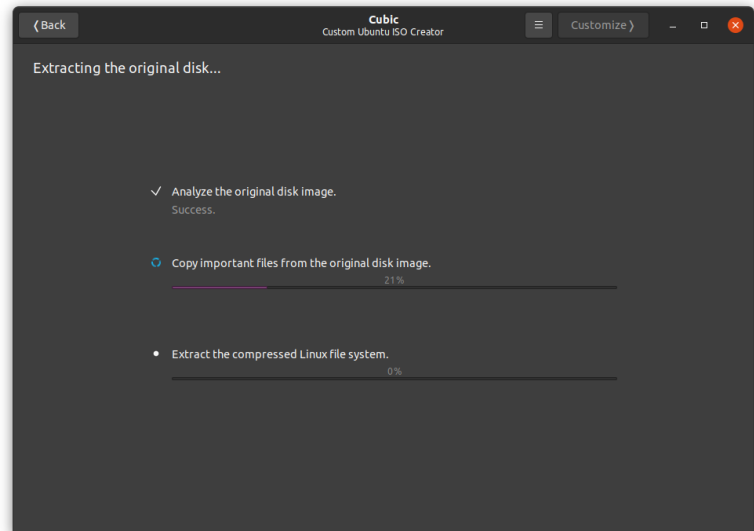 ❬Back
Cubic
Custom Ubuntu ISO Creator
Customize❭
Extracting the original disk...
Analyze the original disk image.
Success.
Copy important files from the original disk image.
21%
Extract the compressed Linux file system.
0%